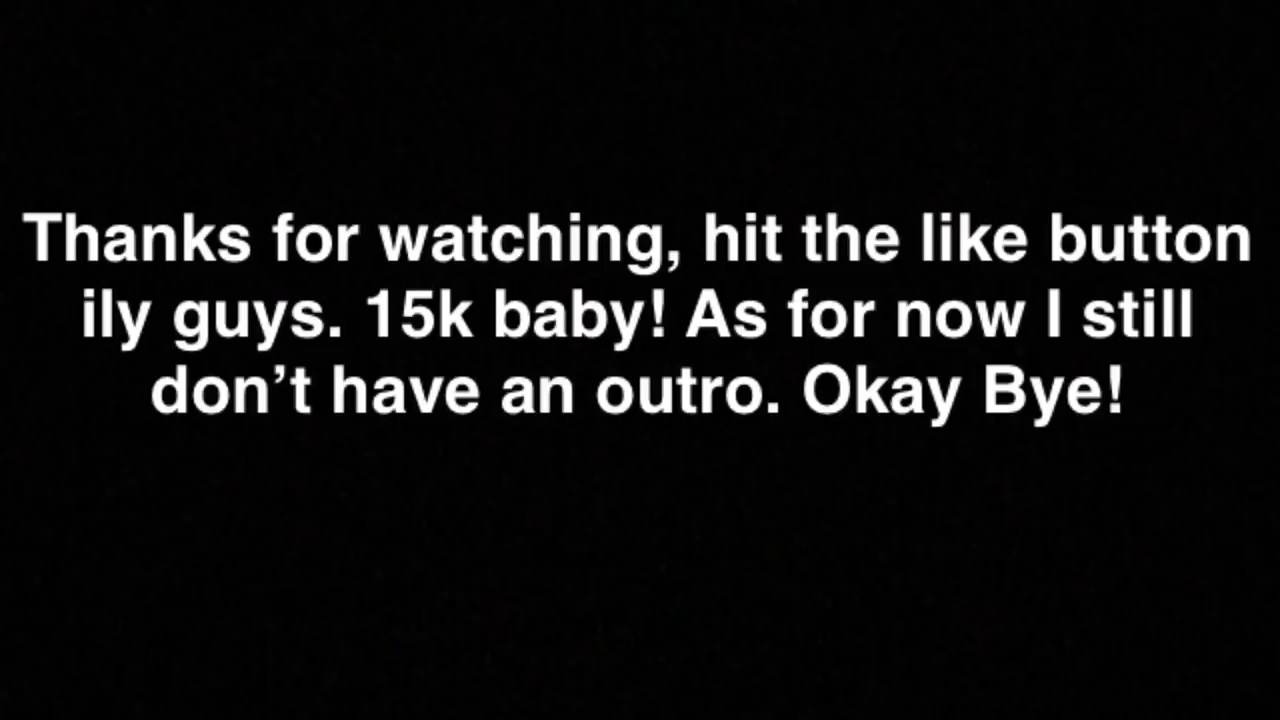 Thanks for watching, hit the like button
ily guys. 15k baby! As for now I still
don’t have an outro. Okay Bye!